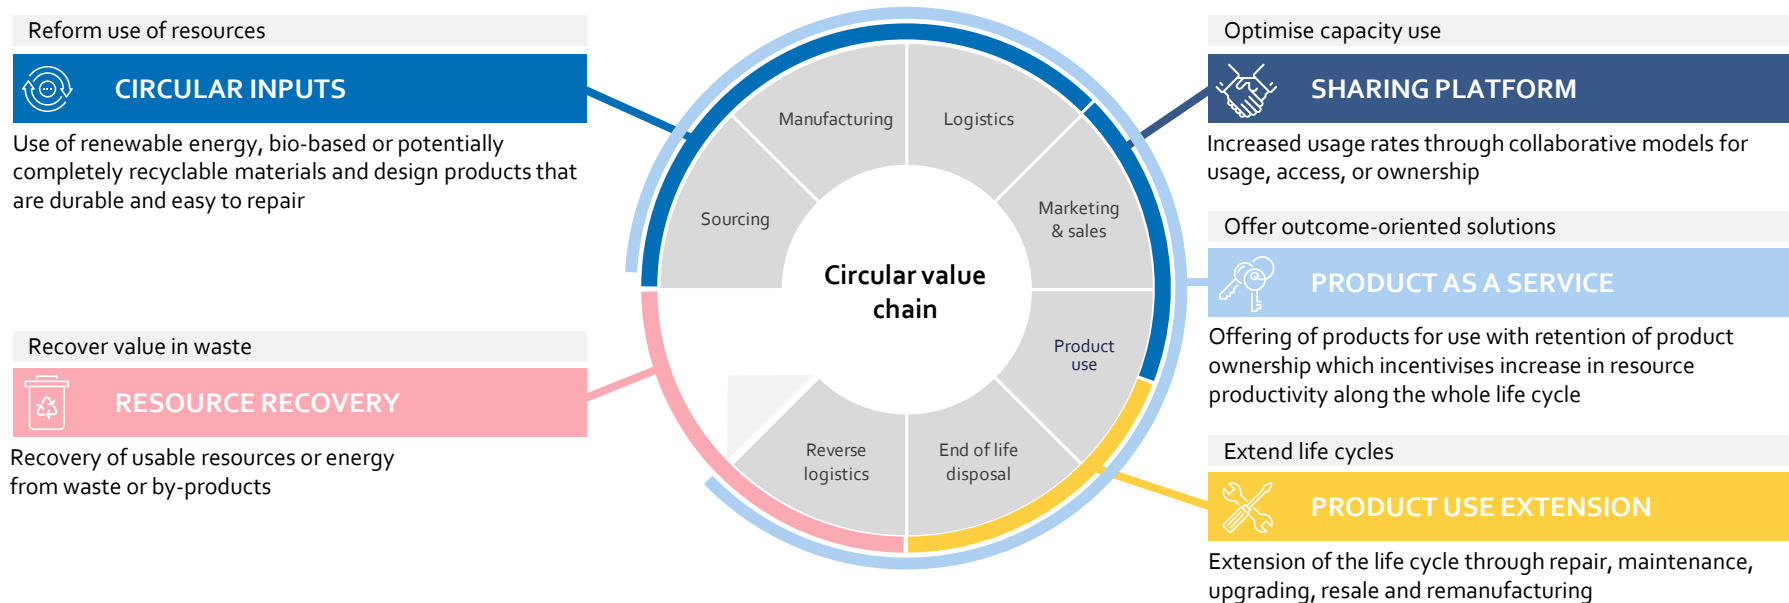 Reform use of resources
CIRCULAR INPUTS
Use of renewable energy, bio-based or potentially
completely recyclable materials and design products that
are durable and easy to repair
Recover value in waste
RESOURCE RECOVERY
Recovery of usable resources or energy
from waste or by-products
Manufacturing
Logistics
Sourcing
Marketing
& sales
Circular value
chain
Product
use
Reverse
logistics
End of life
disposal
Optimise capacity use
SHARING PLATFORM
Increased usage rates through collaborative models for
usage, access, or ownership
Offer outcome-oriented solutions
PRODUCT AS A SERVICE
Offering of products for use with retention of product
ownership which incentivises increase in resource
productivity along the whole life cycle
Extend life cycles
PRODUCT USE EXTENSION
Extension of the life cycle through repair, maintenance,
upgrading, resale and remanufacturing